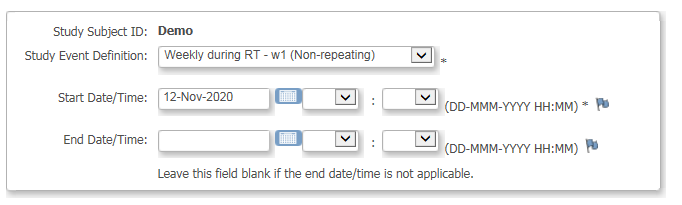 Study Subject ID: Demo
Study Event Definition: Weekly during RT - w1 (Non-repeating) *
Start Date/Time: 12-Nov-2020 : (DD-MMM-YYYY HH:MM) *
End Date/Time: : (DD-MMM-YYYY HH:MM)
Leave this field blank if the end date/time is not applicable.